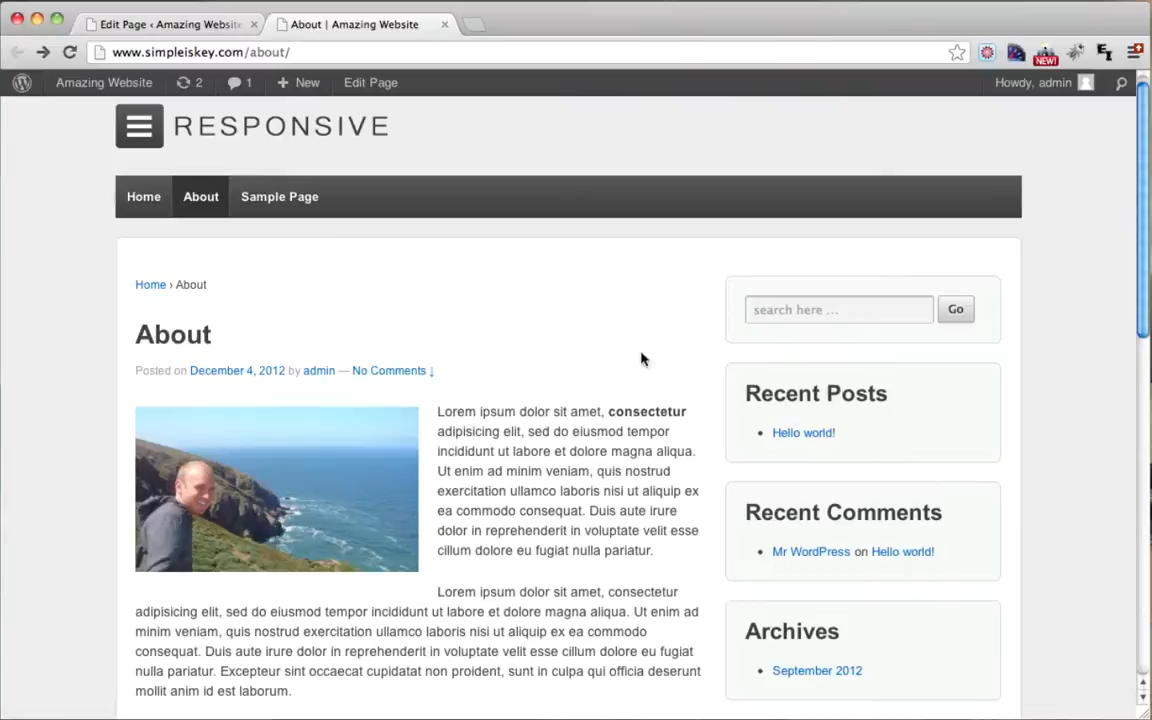 Edit Page ‹ Amazing Website
About | Amazing Website
www.simpleiskey.com/about/
NEW!
Amazing Website
2
1
+ New
Edit Page
Howdy, admin
RESPONSIVE
Home
About
Sample Page
Home › About
search here …
Go
About
Posted on December 4, 2012 by admin — No Comments ↓
Lorem ipsum dolor sit amet, consectetur
adipisicing elit, sed do eiusmod tempor
incididunt ut labore et dolore magna aliqua.
Ut enim ad minim veniam, quis nostrud
exercitation ullamco laboris nisi ut aliquip ex
ea commodo consequat. Duis aute irure
dolor in reprehenderit in voluptate velit esse
cillum dolore eu fugiat nulla pariatur.
Lorem ipsum dolor sit amet, consectetur
adipisicing elit, sed do eiusmod tempor incididunt ut labore et dolore magna aliqua. Ut enim ad
minim veniam, quis nostrud exercitation ullamco laboris nisi ut aliquip ex ea commodo
consequat. Duis aute irure dolor in reprehenderit in voluptate velit esse cillum dolore eu fugiat
nulla pariatur. Excepteur sint occaecat cupidatat non proident, sunt in culpa qui officia deserunt
mollit anim id est laborum.
Recent Posts
• Hello world!
Recent Comments
• Mr WordPress on Hello world!
Archives
• September 2012